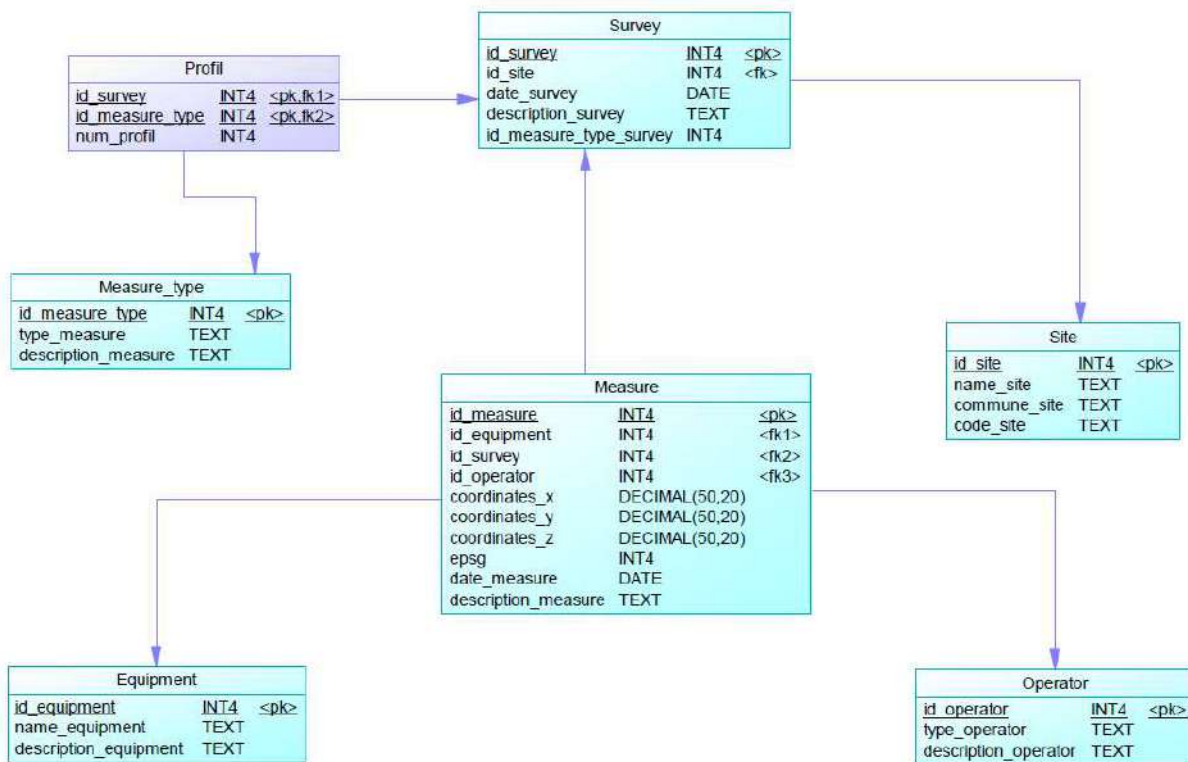 Survey
id_survey INT4 <pk>
id_site INT4 <fk>
date_survey DATE
description_survey TEXT
id_measure_type_survey INT4
Profil
id_survey INT4 <pk,fk1>
id_measure_type INT4 <pk,fk2>
num_profil INT4
Measure_type
id_measure_type INT4 <pk>
type_measure TEXT
description_measure TEXT
Site
id_site INT4 <pk>
name_site TEXT
commune_site TEXT
code_site TEXT
Measure
id_measure INT4 <pk>
id_equipment INT4 <fk1>
id_survey INT4 <fk2>
id_operator INT4 <fk3>
coordinates_x DECIMAL(50,20)
coordinates_y DECIMAL(50,20)
coordinates_z DECIMAL(50,20)
epsg INT4
date_measure DATE
description_measure TEXT
Equipment
id_equipment INT4 <pk>
name_equipment TEXT
description_equipment TEXT
Operator
id_operator INT4 <pk>
type_operator TEXT
description_operator TEXT